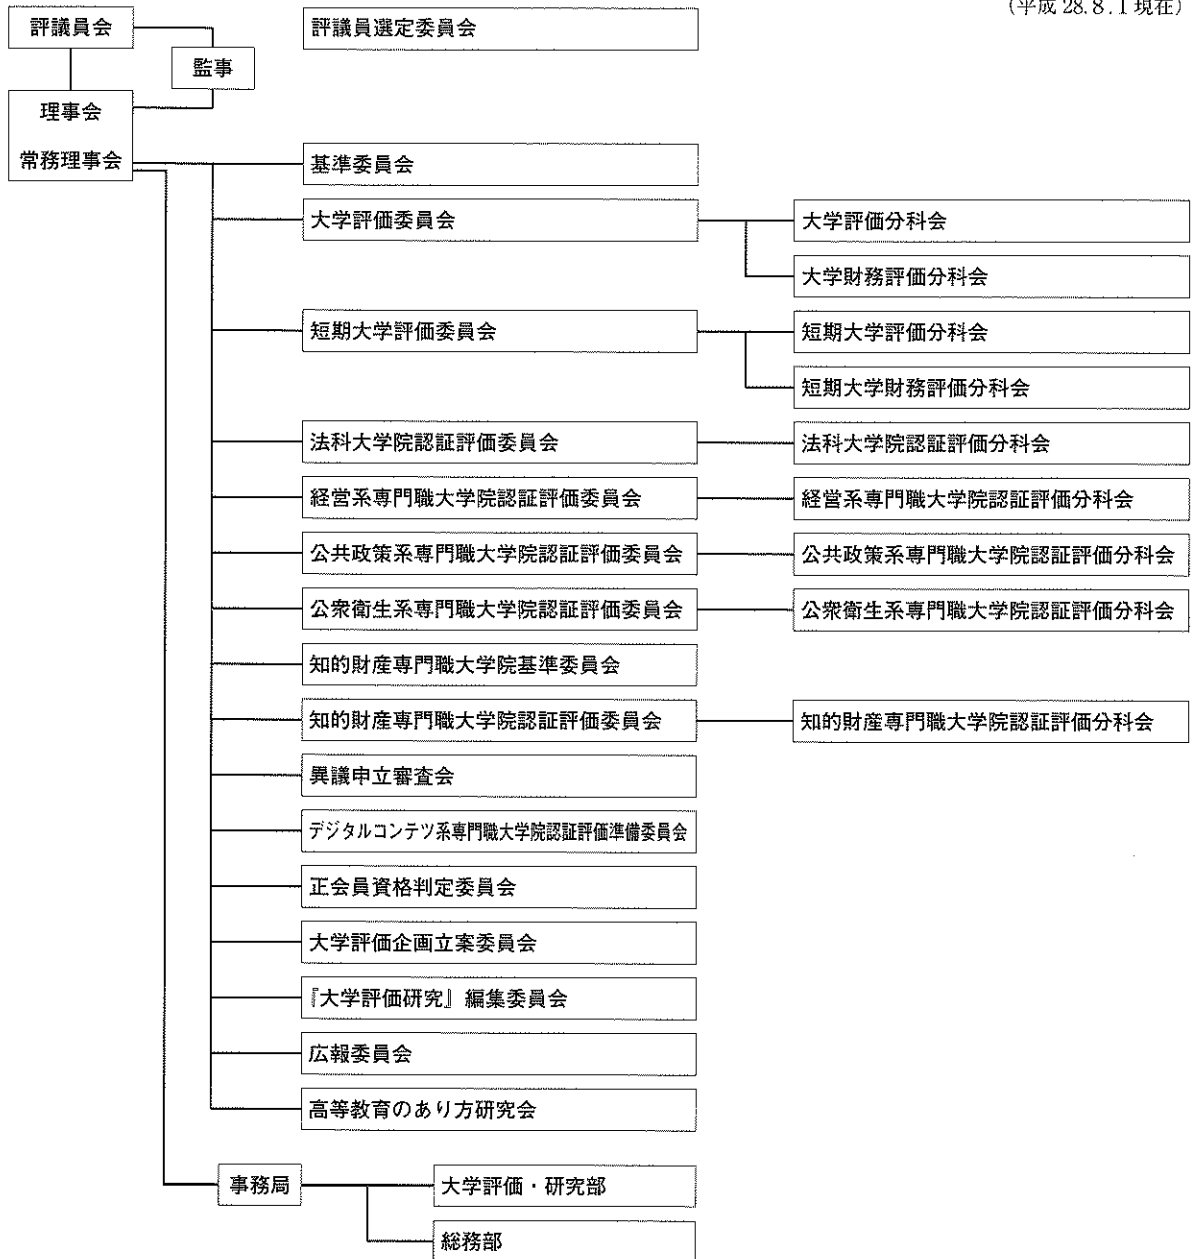 (平成 28.8.1 現在)
評議員会
評議員選定委員会
監事
理事会
常務理事会
基準委員会
大学評価委員会
大学評価分科会
大学財務評価分科会
短期大学評価委員会
短期大学評価分科会
短期大学財務評価分科会
法科大学院認証評価委員会
法科大学院認証評価分科会
経営系専門職大学院認証評価委員会
経営系専門職大学院認証評価分科会
公共政策系専門職大学院認証評価委員会
公共政策系専門職大学院認証評価分科会
公衆衛生系専門職大学院認証評価委員会
公衆衛生系専門職大学院認証評価分科会
知的財産専門職大学院基準委員会
知的財産専門職大学院認証評価委員会
知的財産専門職大学院認証評価分科会
異議申立審査会
デジタルコンテツ系専門職大学院認証評価準備委員会
正会員資格判定委員会
大学評価企画立案委員会
『大学評価研究』編集委員会
広報委員会
高等教育のあり方研究会
事務局
大学評価・研究部
総務部